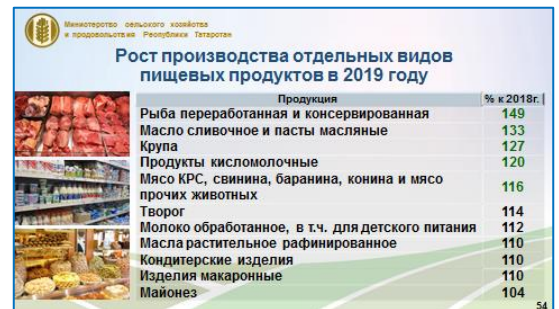 Министерство сельского хозяйства
и продовольствия Республики Татарстан
Рост производства отдельных видов
пищевых продуктов в 2019 году
Продукция % к 2018г.
Рыба переработанная и консервированная 149
Масло сливочное и пасты масляные 133
Крупа 127
Продукты кисломолочные 120
Мясо КРС, свинина, баранина, конина и мясо
прочих животных 116
Творог 114
Молоко обработанное, в т.ч. для детского питания 112
Масла растительное рафинированное 110
Кондитерские изделия 110
Изделия макаронные 110
Майонез 104
54